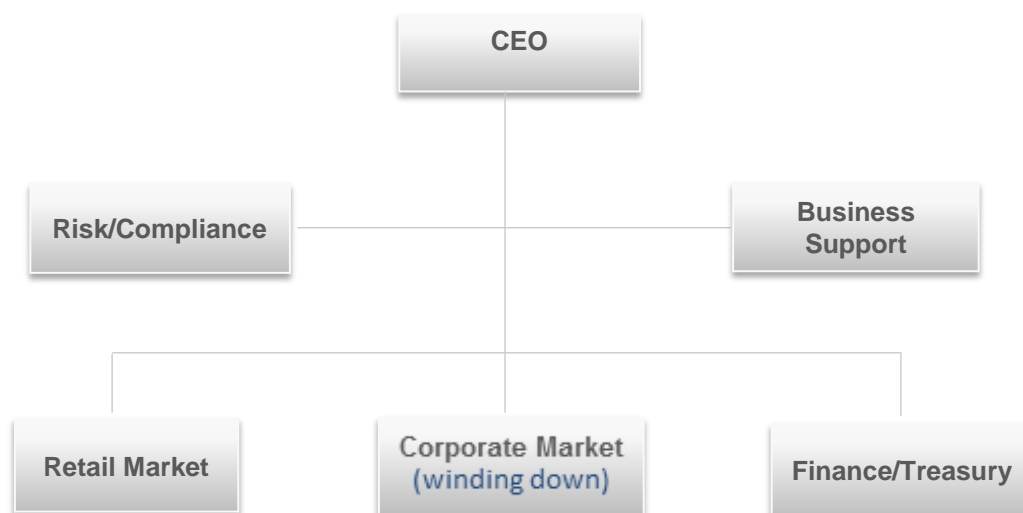 CEO
Risk/Compliance
Business
Support
Retail Market
Corporate Market
(winding down)
Finance/Treasury